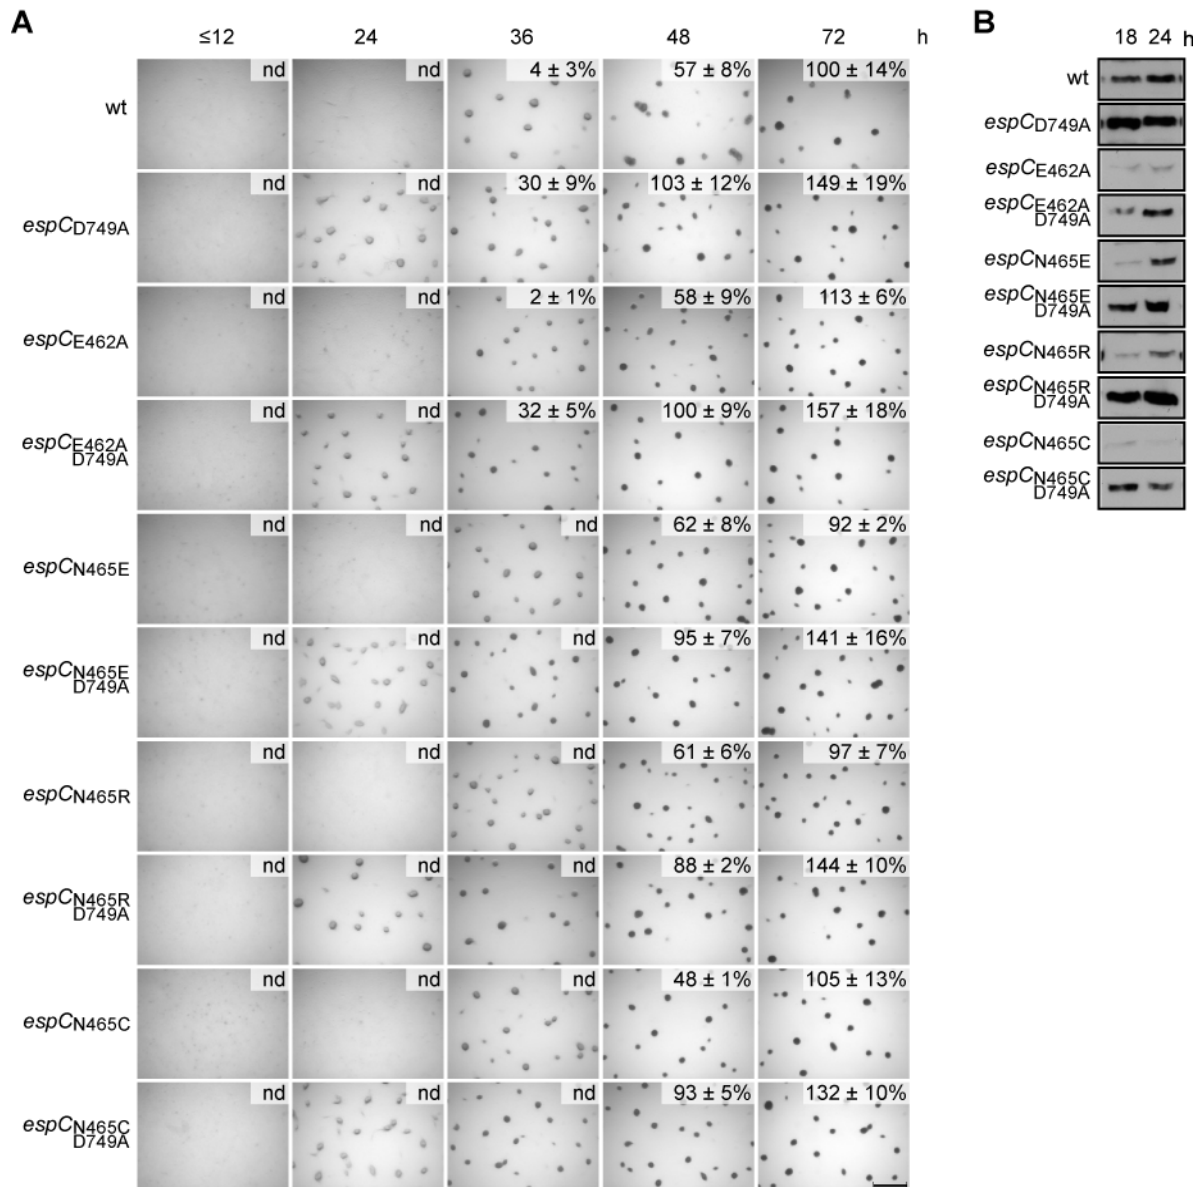 A
≤12 24 36 48 72 h
wt nd nd 4 ± 3% 57 ± 8% 100 ± 14%
espCD749A nd nd 30 ± 9% 103 ± 12% 149 ± 19%
espCE462A nd nd 2 ± 1% 58 ± 9% 113 ± 6%
espCE462A nd nd 32 ± 5% 100 ± 9% 157 ± 18%
D749A
espCN465E nd nd nd 62 ± 8% 92 ± 2%
espCN465E nd nd nd 95 ± 7% 141 ± 16%
D749A
espCN465R nd nd nd 61 ± 6% 97 ± 7%
espCN465R nd nd nd 88 ± 2% 144 ± 10%
D749A
espCN465C nd nd nd 48 ± 1% 105 ± 13%
espCN465C nd nd nd 93 ± 5% 132 ± 10%
D749A
B
18 24 h
wt
espCD749A
espCE462A
espCE462A
D749A
espCN465E
espCN465E
D749A
espCN465R
espCN465R
D749A
espCN465C
espCN465C
D749A